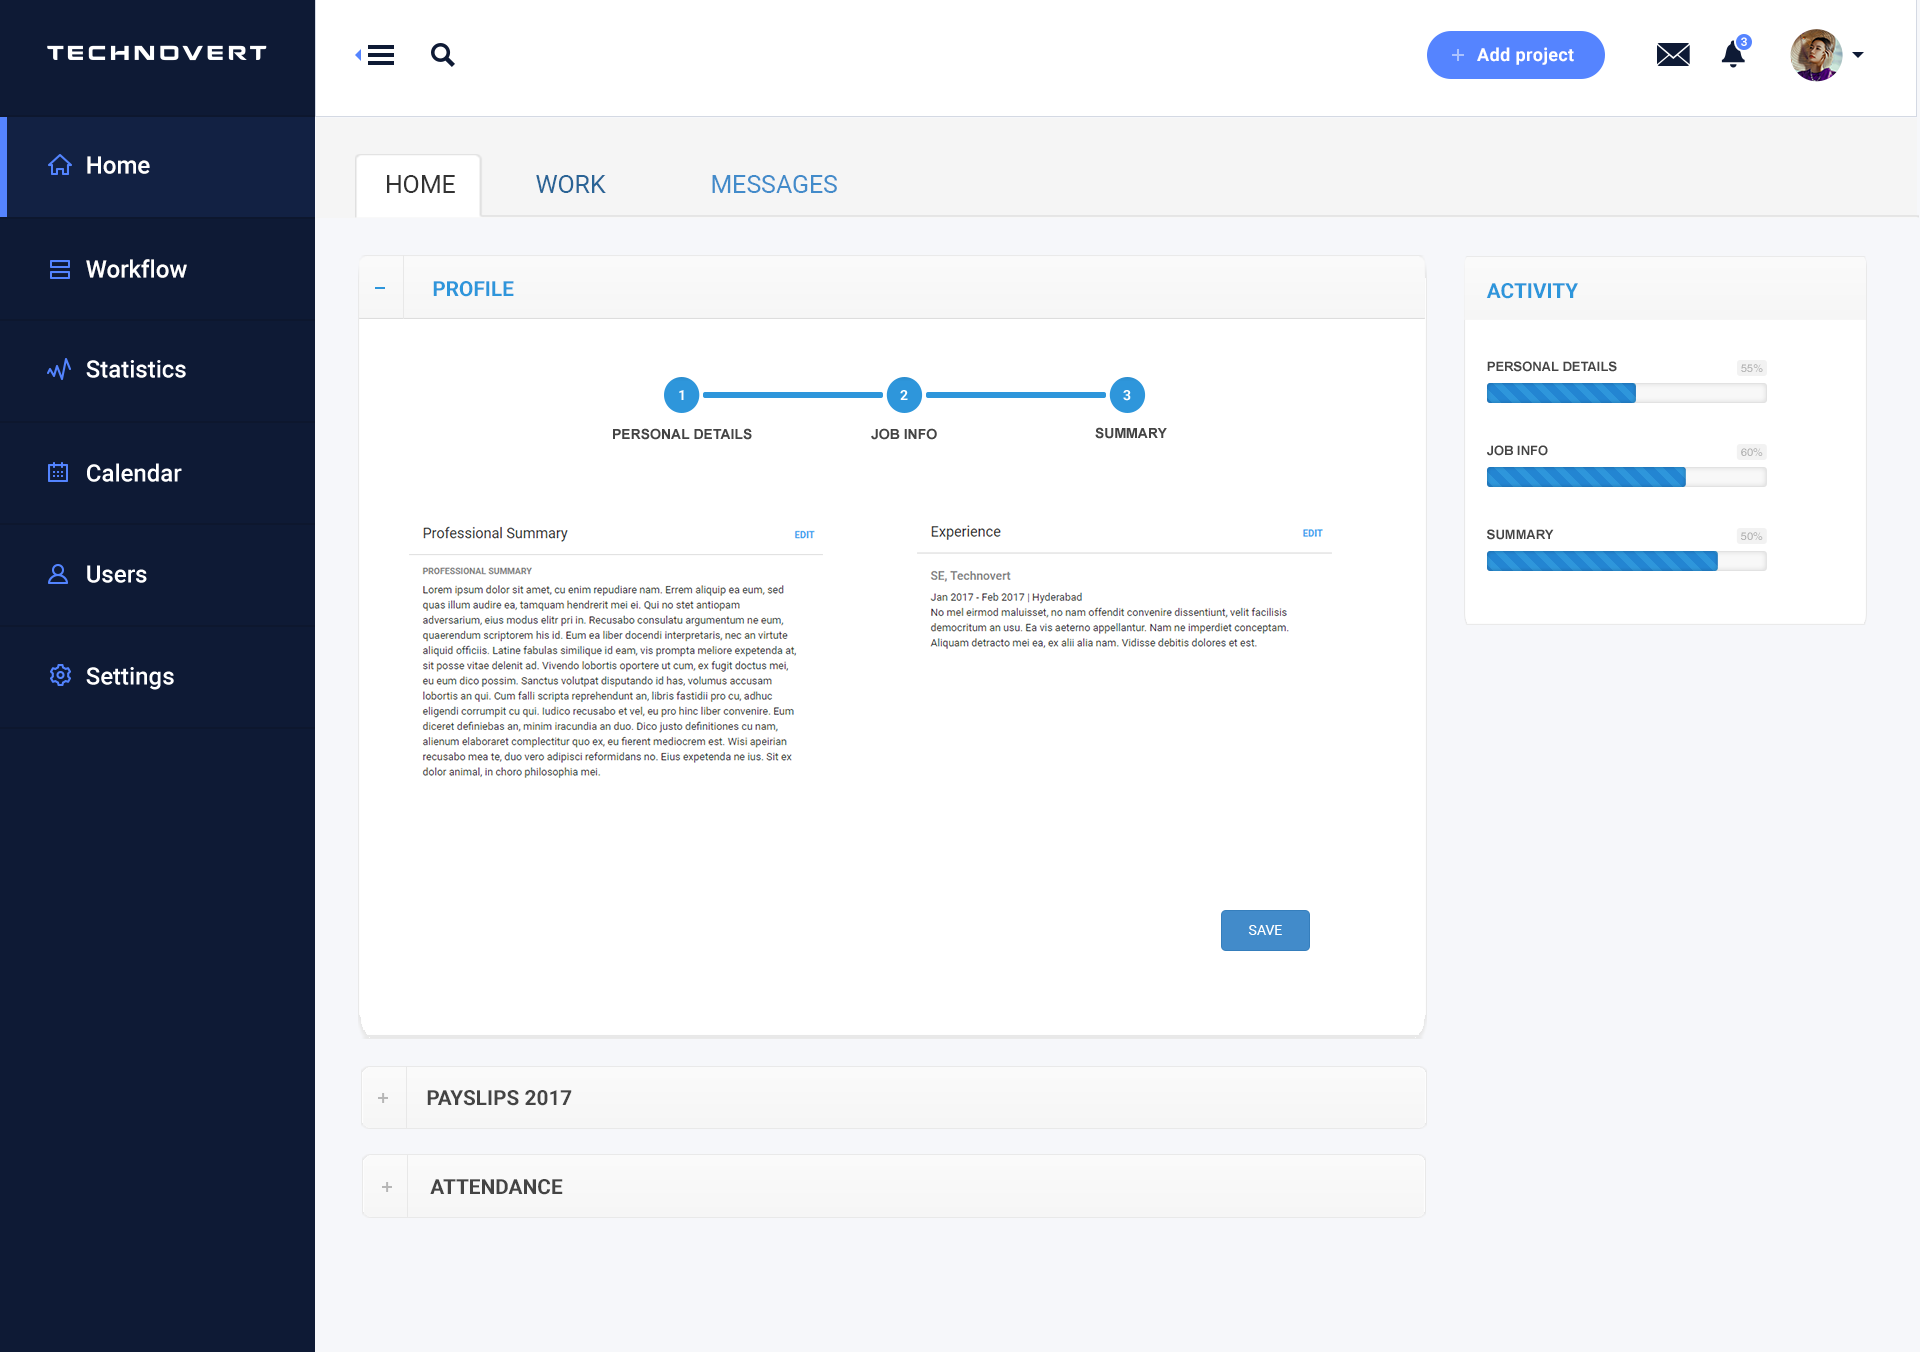 TECHNOVERT
Home
Workflow
Statistics
Calendar
Users
Settings
+ Add project
3
HOME
WORK
MESSAGES
PROFILE
1
2
3
PERSONAL DETAILS
JOB INFO
SUMMARY
Professional Summary
EDIT
PROFESSIONAL SUMMARY
Lorem ipsum dolor sit amet, cu enim repudiare nam. Errem aliquip ea eum, sed
quas illum audire ea, tamquam hendrerit mei ei. Qui no stet antiopam
adversarium, eius modus elitr pri in. Recusabo consulatu argumentum ne eum,
quaerendum scriptorem his id. Eum ea liber docendi interpretaris, nec an virtute
aliquid officiis. Latine fabulas similique id eam, vis prompta meliore expetenda at,
sit posse vitae delenit ad. Vivendo lobortis oportere ut cum, ex fugit doctus mei,
eu eum dico possim. Sanctus volutpat disputando id has, volumus accusam
lobortis an qui. Cum falli scripta reprehendunt an, libris fastidii pro cu, adhuc
eligendi corrumpit cu qui. Iudico recusabo et vel, eu pro hinc liber convenire. Eum
diceret definiebas an, minim iracundia an duo. Dico justo definitiones cu nam,
alienum elaboraret complectitur quo ex, eu fierent mediocrem est. Wisi apeirian
recusabo mea te, duo vero adipisci reformidans no. Eius expetenda ne ius. Sit ex
dolor animal, in choro philosophia mei.
Experience
EDIT
SE, Technovert
Jan 2017 - Feb 2017 | Hyderabad
No mel eirmod maluisset, no nam offendit convenire dissentiunt, velit facilisis
democritum an usu. Ea vis aeterno appellantur. Nam ne imperdiet conceptam.
Aliquam detracto mei ea, ex alii alia nam. Vidisse debitis dolores et est.
SAVE
PAYSLIPS 2017
ATTENDANCE
ACTIVITY
PERSONAL DETAILS
55%
JOB INFO
60%
SUMMARY
50%